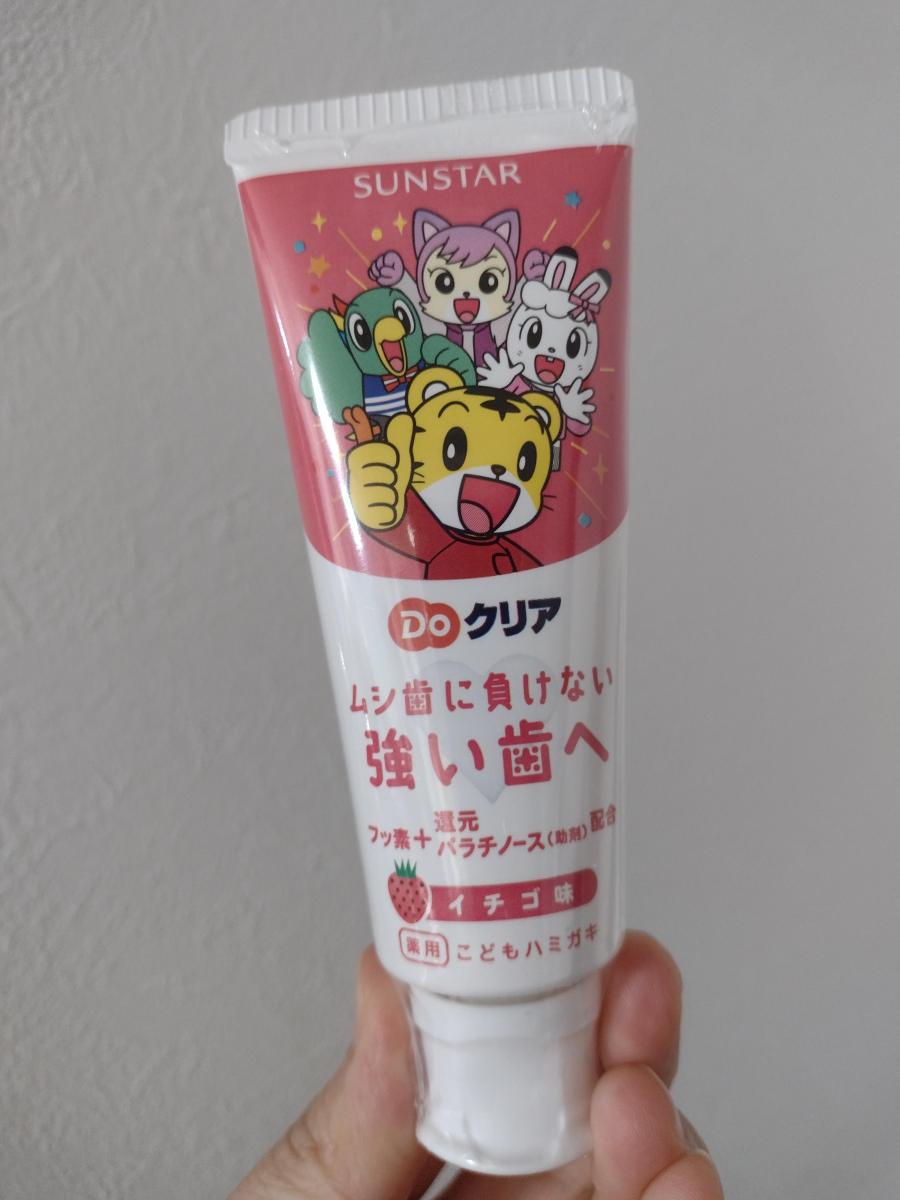 SUNSTAR
Do クリア
ムシ歯に負けない
強い歯へ
フッ素+還元パラチノース(助剤)配合
イチゴ味
薬用 こどもハミガキ